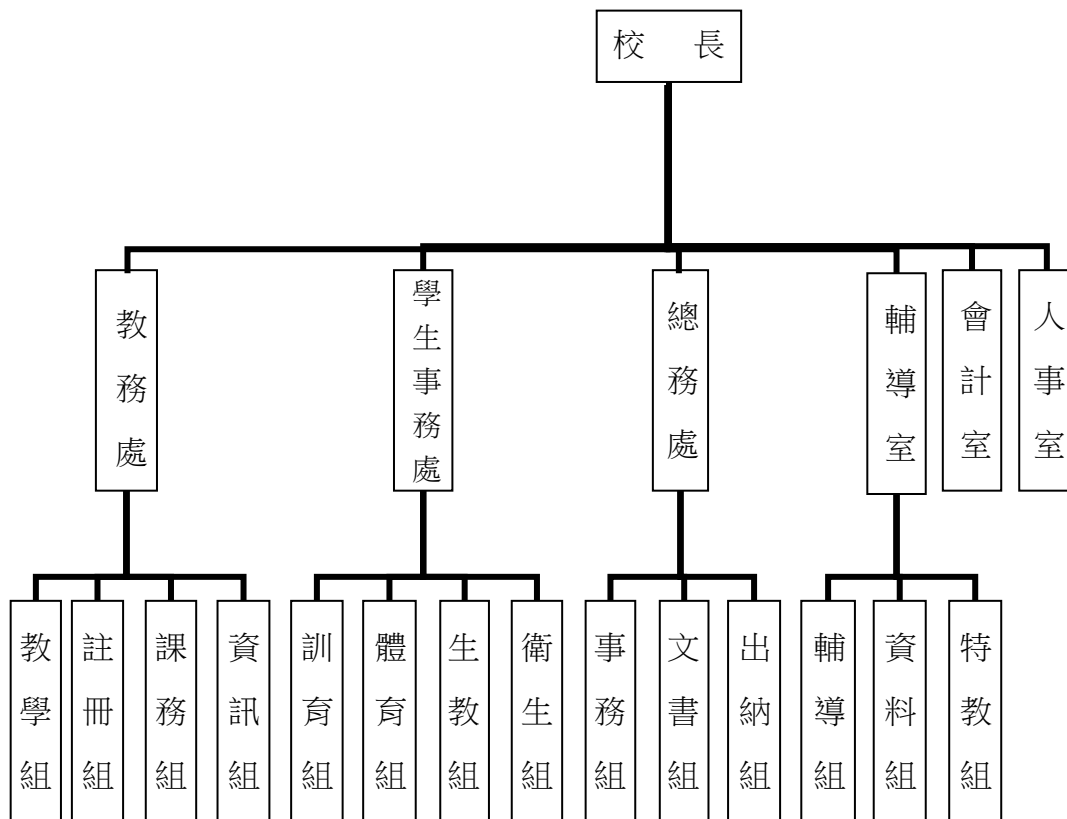 校 長
教務處
學生事務處
總務處
輔導室
會計室
人事室
教學組
註冊組
課務組
資訊組
訓育組
體育組
生教組
衛生組
事務組
文書組
出納組
輔導組
資料組
特教組